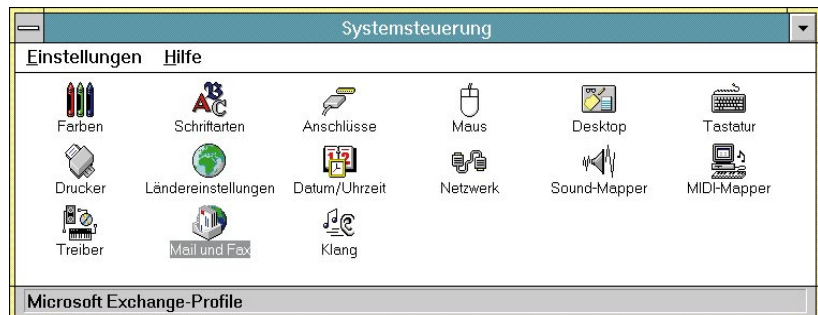 Systemsteuerung
Einstellungen Hilfe
Farben Schriftarten Anschlüsse Maus Desktop Tastatur
Drucker Ländereinstellungen Datum/Uhrzeit Netzwerk Sound-Mapper MIDI-Mapper
Treiber Mail und Fax Klang
Microsoft Exchange-Profile